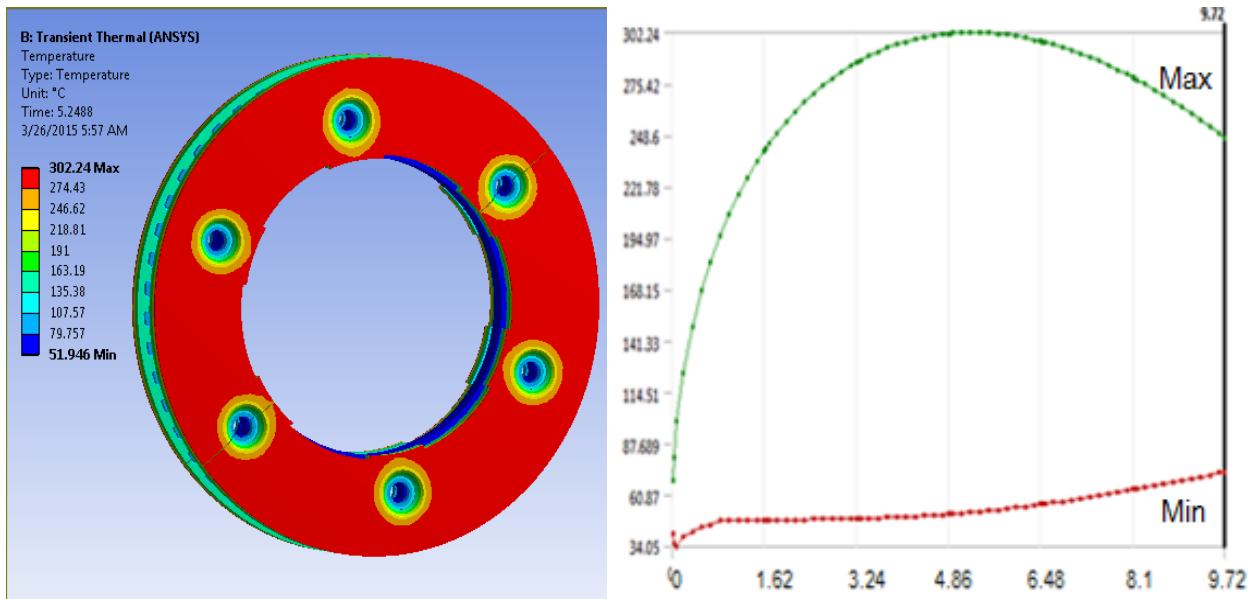 B: Transient Thermal (ANSYS)
Temperature
Type: Temperature
Unit: °C
Time: 5.2488
3/26/2015 5:57 AM
302.24 Max
274.43
246.62
218.81
191
163.19
135.38
107.57
79.757
51.946 Min
9.72
302.24
275.42
248.6
221.78
194.97
168.15
141.33
114.51
87.689
60.87
34.05
Max
Min
0
1.62
3.24
4.86
6.48
8.1
9.72